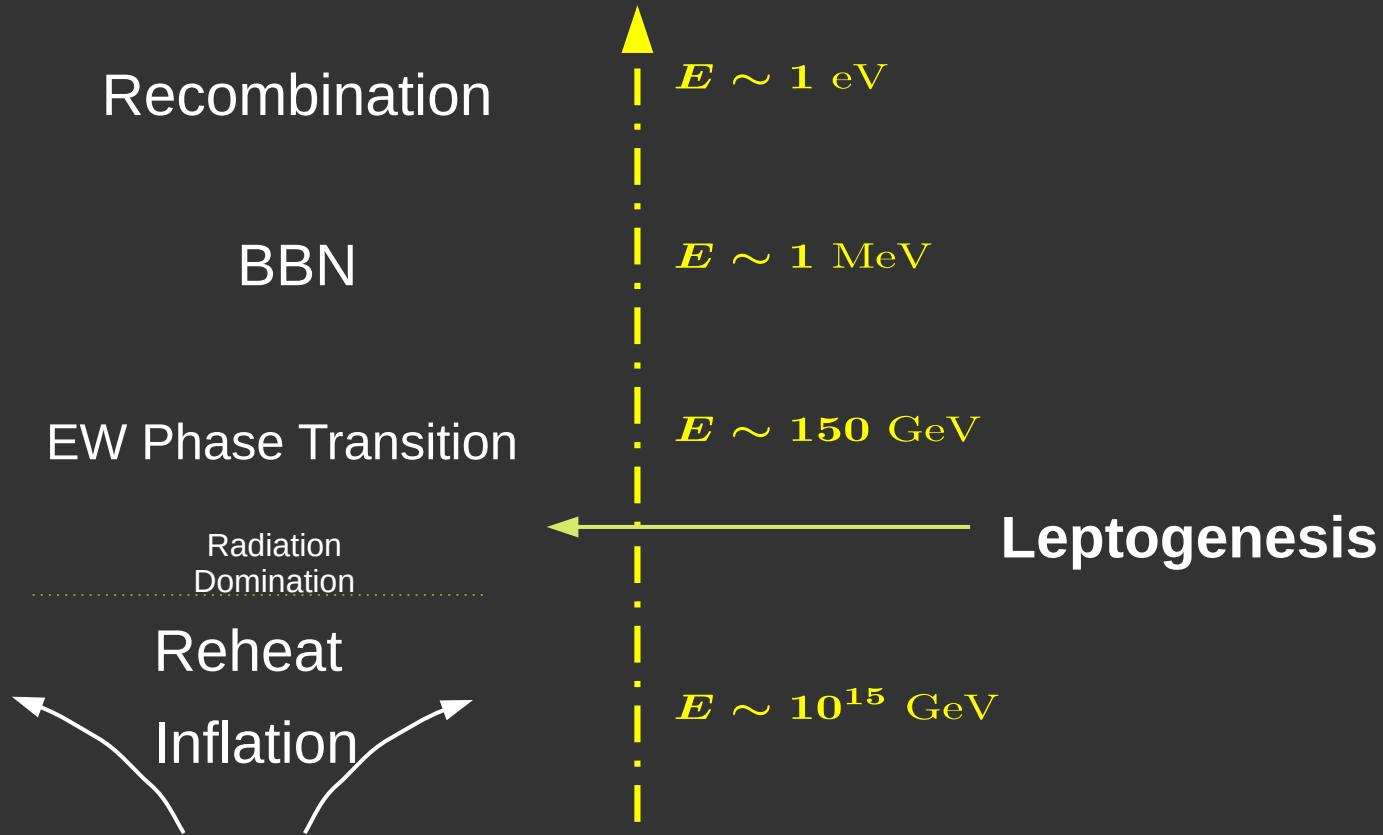 Recombination
E ∼ 1 eV
BBN
E ∼ 1 MeV
EW Phase Transition
E ∼ 150 GeV
Leptogenesis
Radiation
Domination
Reheat
E ∼ 10¹⁵ GeV
Inflation